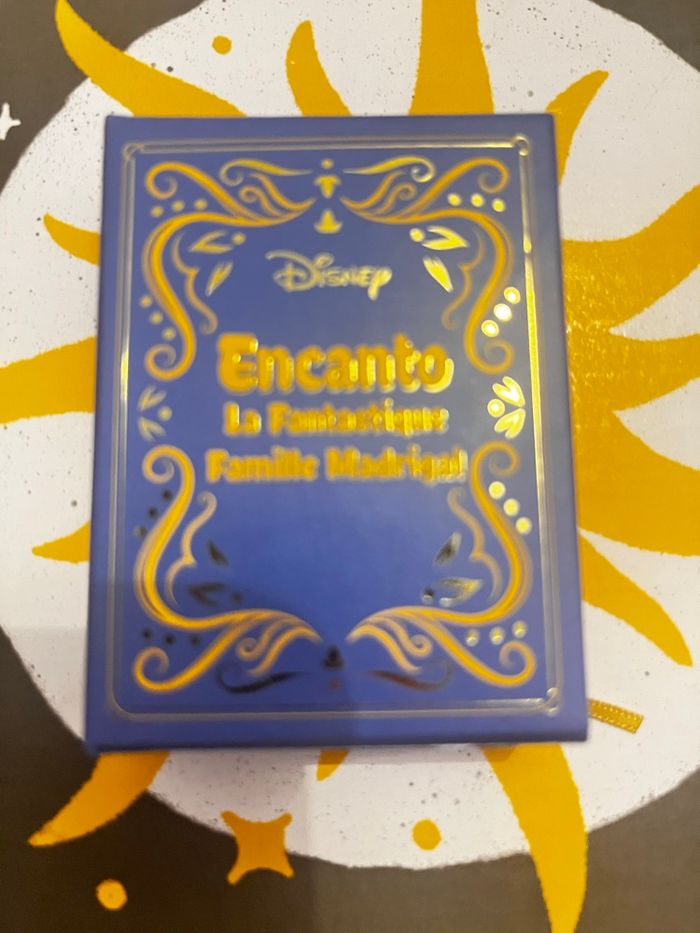 Disney
Encanto
La Fantastique
Famille Madrigal